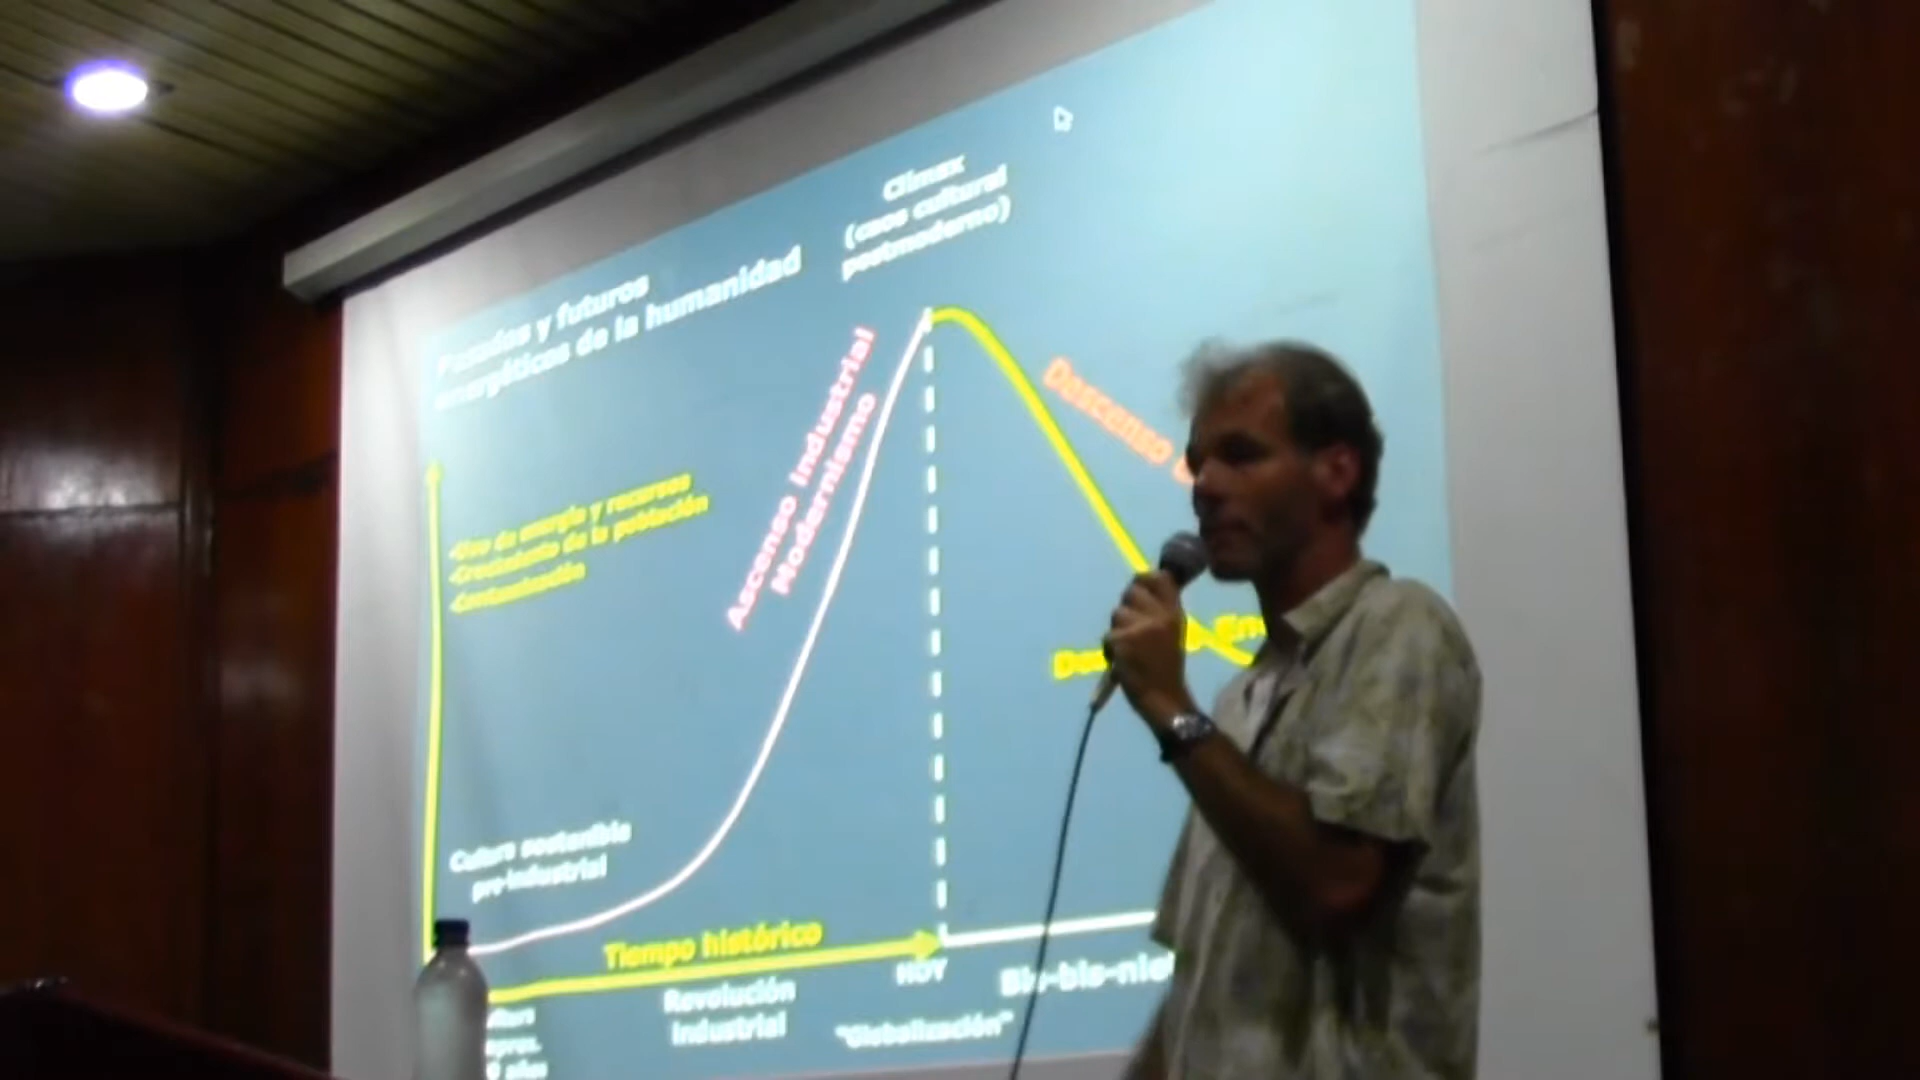 Pasados y futuros
energéticos de la humanidad
Clímax
(caos cultural
postmoderno)
Ascenso industrial
Modernismo
Descenso
-Uso de energía y recursos
-Crecimiento de la población
-Contaminación
Cultura sostenible
pre-industrial
Tiempo histórico
HOY
Revolución
industrial
"Globalización"
años